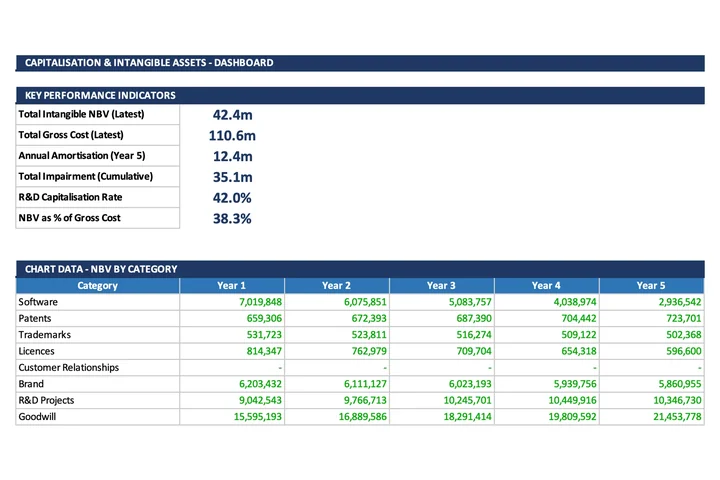 CAPITALISATION & INTANGIBLE ASSETS - DASHBOARD
KEY PERFORMANCE INDICATORS
Total Intangible NBV (Latest) 42.4m
Total Gross Cost (Latest) 110.6m
Annual Amortisation (Year 5) 12.4m
Total Impairment (Cumulative) 35.1m
R&D Capitalisation Rate 42.0%
NBV as % of Gross Cost 38.3%
CHART DATA - NBV BY CATEGORY
Category Year 1 Year 2 Year 3 Year 4 Year 5
Software 7,019,848 6,075,851 5,083,757 4,038,974 2,936,542
Patents 659,306 672,393 687,390 704,442 723,701
Trademarks 531,723 523,811 516,274 509,122 502,368
Licences 814,347 762,979 709,704 654,318 596,600
Customer Relationships - - - - -
Brand 6,203,432 6,111,127 6,023,193 5,939,756 5,860,955
R&D Projects 9,042,543 9,766,713 10,245,701 10,449,916 10,346,730
Goodwill 15,595,193 16,889,586 18,291,414 19,809,592 21,453,778